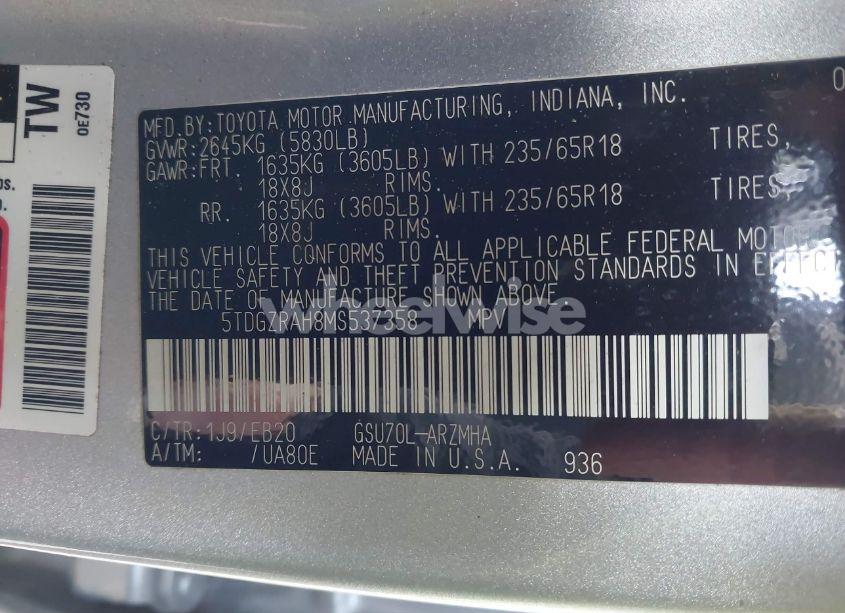 TW
0E730
DS.
0
MFD.BY:TOYOTA MOTOR MANUFACTURING, INDIANA, INC.
GVWR:2645KG (5830LB)
GAWR:FRT. 1635KG (3605LB) WITH 235/65R18 TIRES,
18X8J RIMS.
RR. 1635KG (3605LB) WITH 235/65R18 TIRES,
18X8J RIMS.
THIS VEHICLE CONFORMS TO ALL APPLICABLE FEDERAL MOTOR
VEHICLE SAFETY AND THEFT PREVENTION STANDARDS IN EFFECT
THE DATE OF MANUFACTURE SHOWN ABOVE.
wheelwise
5TDGZRAH8MS537358 MPV
C/TR:1J9/EB20 GSU70L-ARZMHA
A/TM: /UA80E MADE IN U.S.A. 936